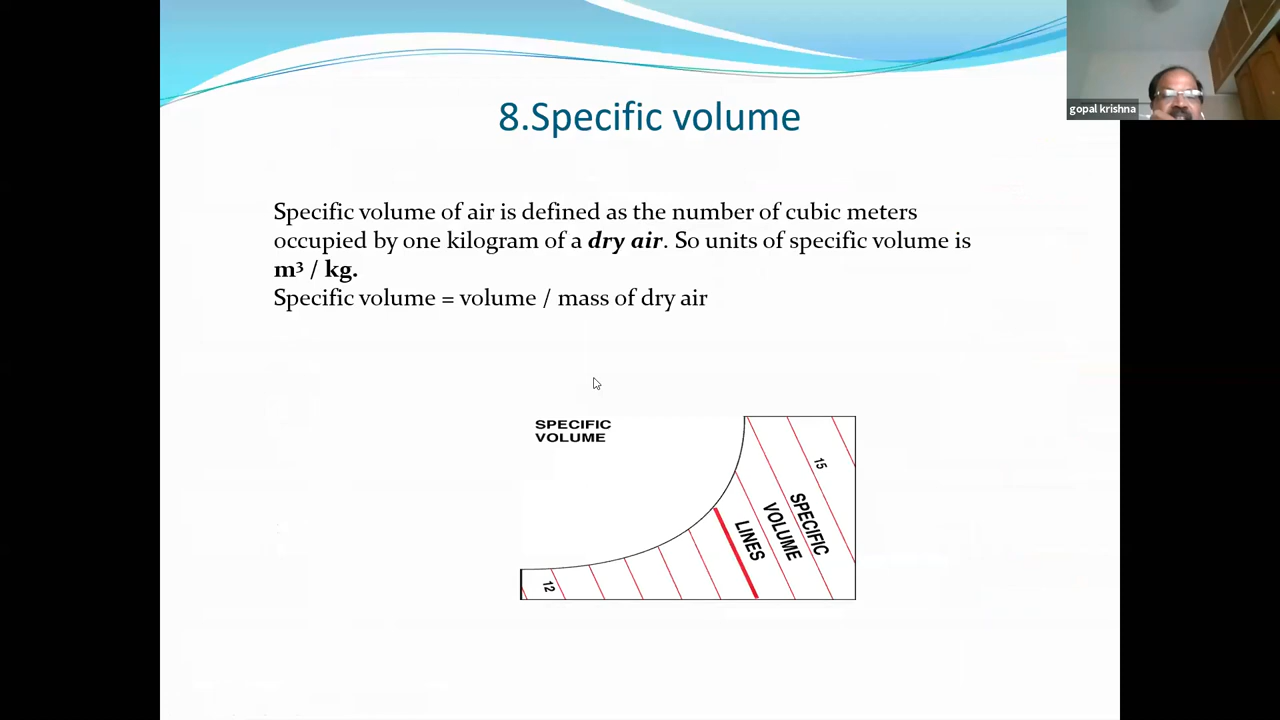 8.Specific volume
gopal krishna
Specific volume of air is defined as the number of cubic meters
occupied by one kilogram of a dry air. So units of specific volume is
m³ / kg.
Specific volume = volume / mass of dry air
SPECIFIC
VOLUME
15
SPECIFIC
VOLUME
LINES
12